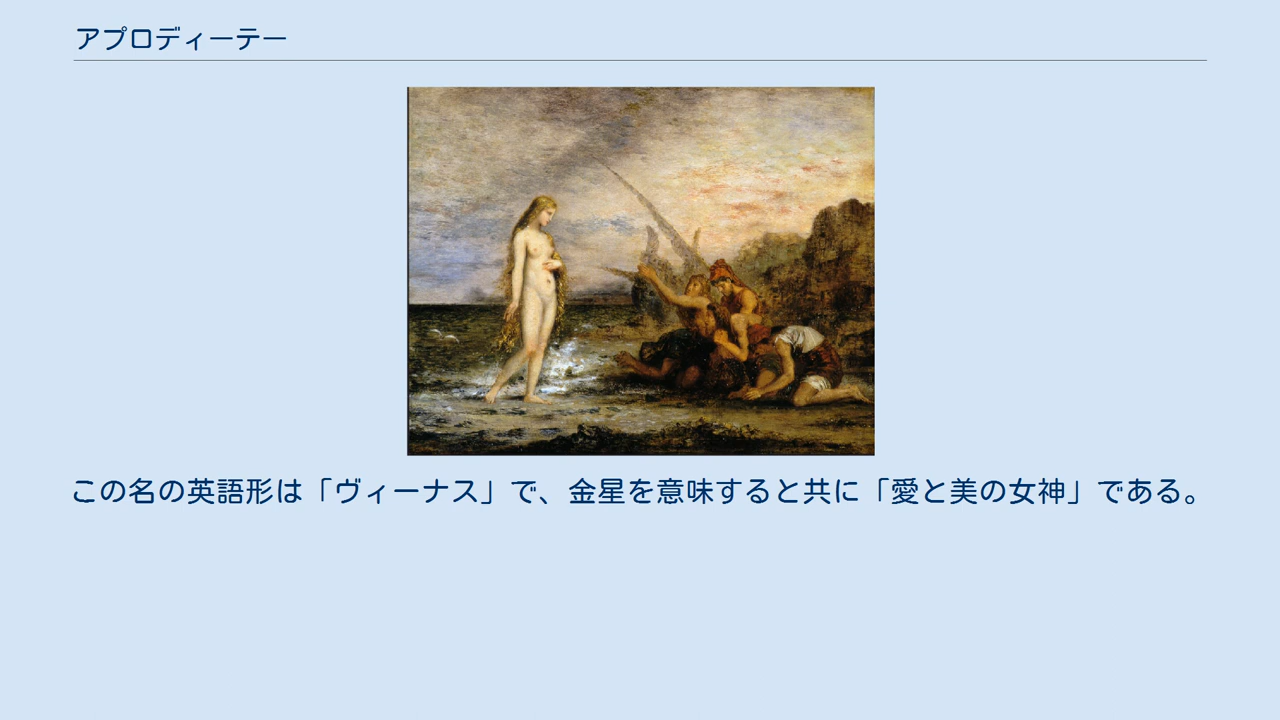 アプロディーテー
この名の英語形は「ヴィーナス」で、金星を意味すると共に「愛と美の女神」である。